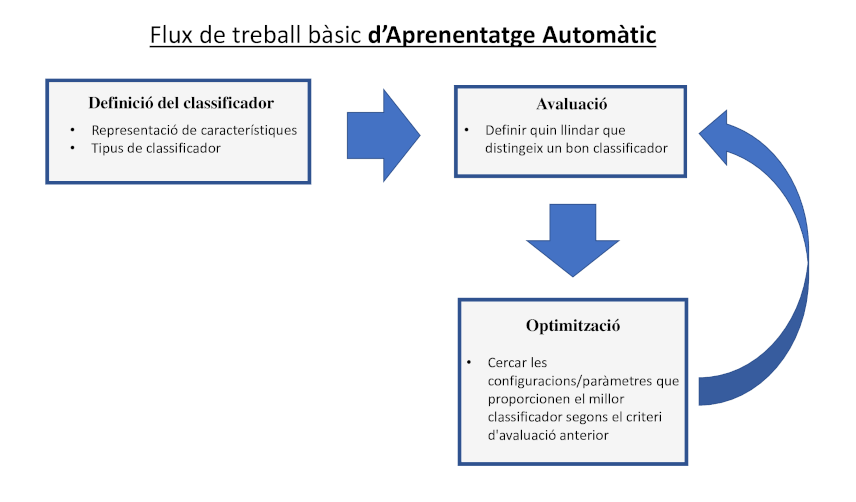 Flux de treball bàsic d’Aprenentatge Automàtic
Definició del classificador
• Representació de característiques
• Tipus de classificador
Avaluació
• Definir quin llindar que
distingeix un bon classificador
Optimització
• Cercar les
configuracions/paràmetres que
proporcionen el millor
classificador segons el criteri
d'avaluació anterior